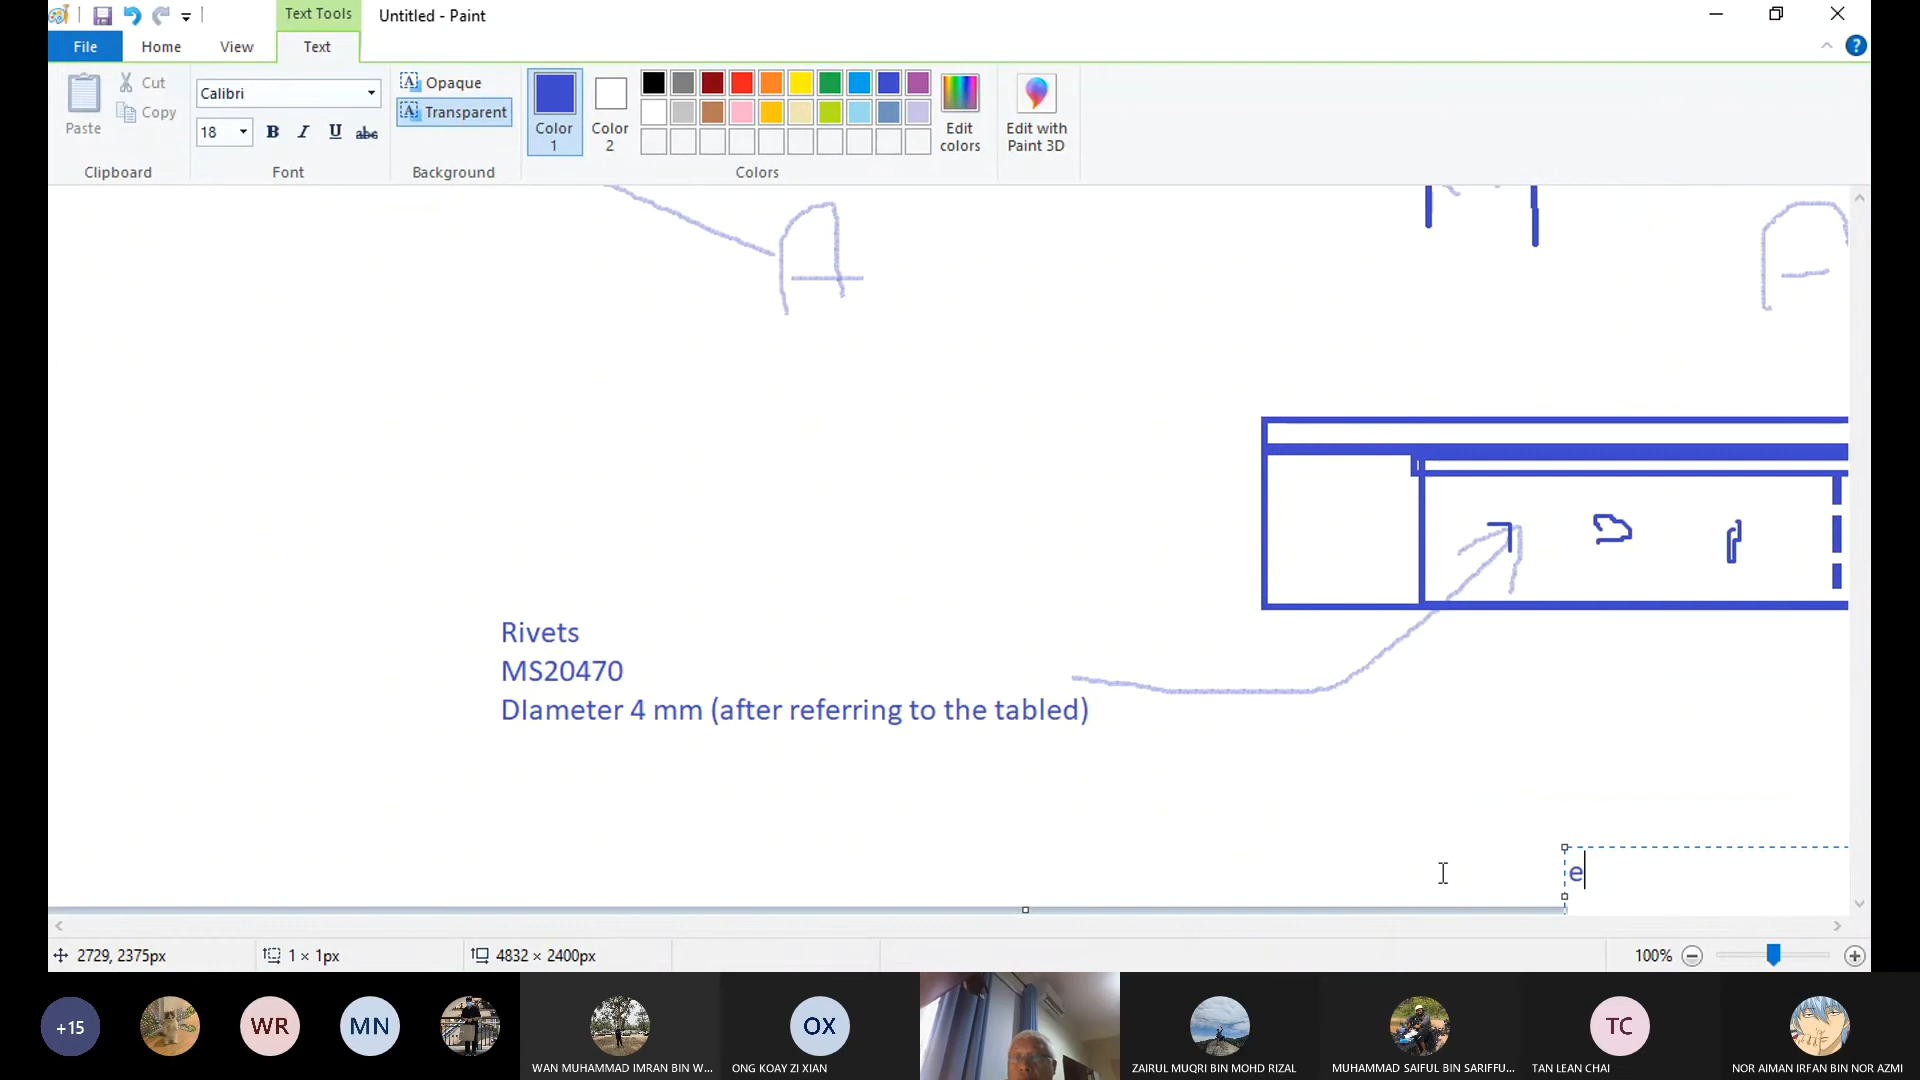 Text Tools
Untitled - Paint
File
Home
View
Text
?
Paste
Cut
Copy
Clipboard
Calibri
18
B
I
U
abc
Font
A Opaque
A Transparent
Background
Color
1
Color
2
Edit
colors
Colors
Edit with
Paint 3D
A
Rivets
MS20470
DIameter 4 mm (after referring to the tabled)
e
2729, 2375px
1 × 1px
4832 × 2400px
100%
+15
WR
MN
WAN MUHAMMAD IMRAN BIN W...
OX
ONG KOAY ZI XIAN
ZAIRUL MUQRI BIN MOHD RIZAL
MUHAMMAD SAIFUL BIN SARIFFU...
TC
TAN LEAN CHAI
NOR AIMAN IRFAN BIN NOR AZMI